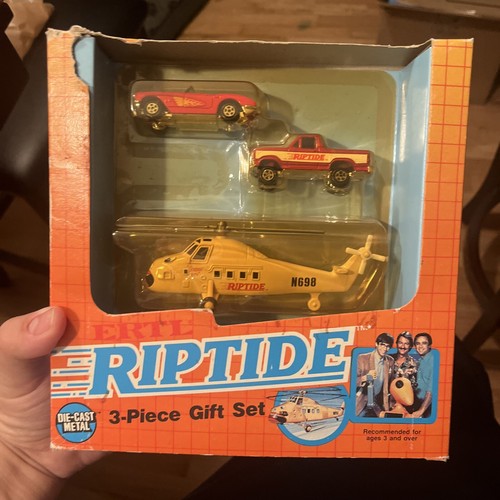 RIPTIDE
RIPTIDE
N698
ERTL
RIPTIDE
TM
DIE-CAST
METAL
3-Piece Gift Set
Recommended for
ages 3 and over